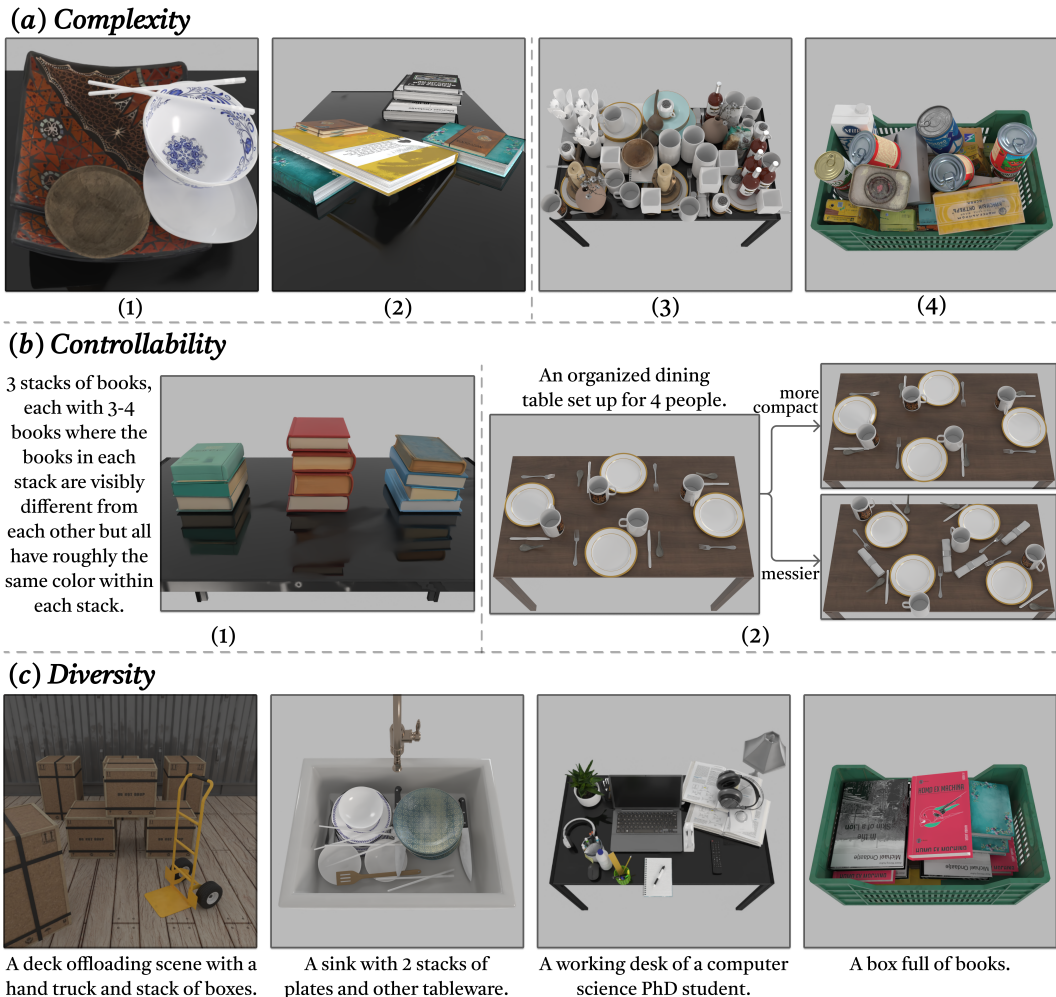 (a) Complexity
(1)
(2)
(3)
(4)
(b) Controllability
3 stacks of books,
each with 3-4
books where the
books in each
stack are visibly
different from
each other but all
have roughly the
same color within
each stack.
(1)
An organized dining
table set up for 4 people.
more
compact
messier
(2)
(c) Diversity
Michael Ondaatje
A deck offloading scene with a
hand truck and stack of boxes.
A sink with 2 stacks of
plates and other tableware.
A working desk of a computer
science PhD student.
A box full of books.